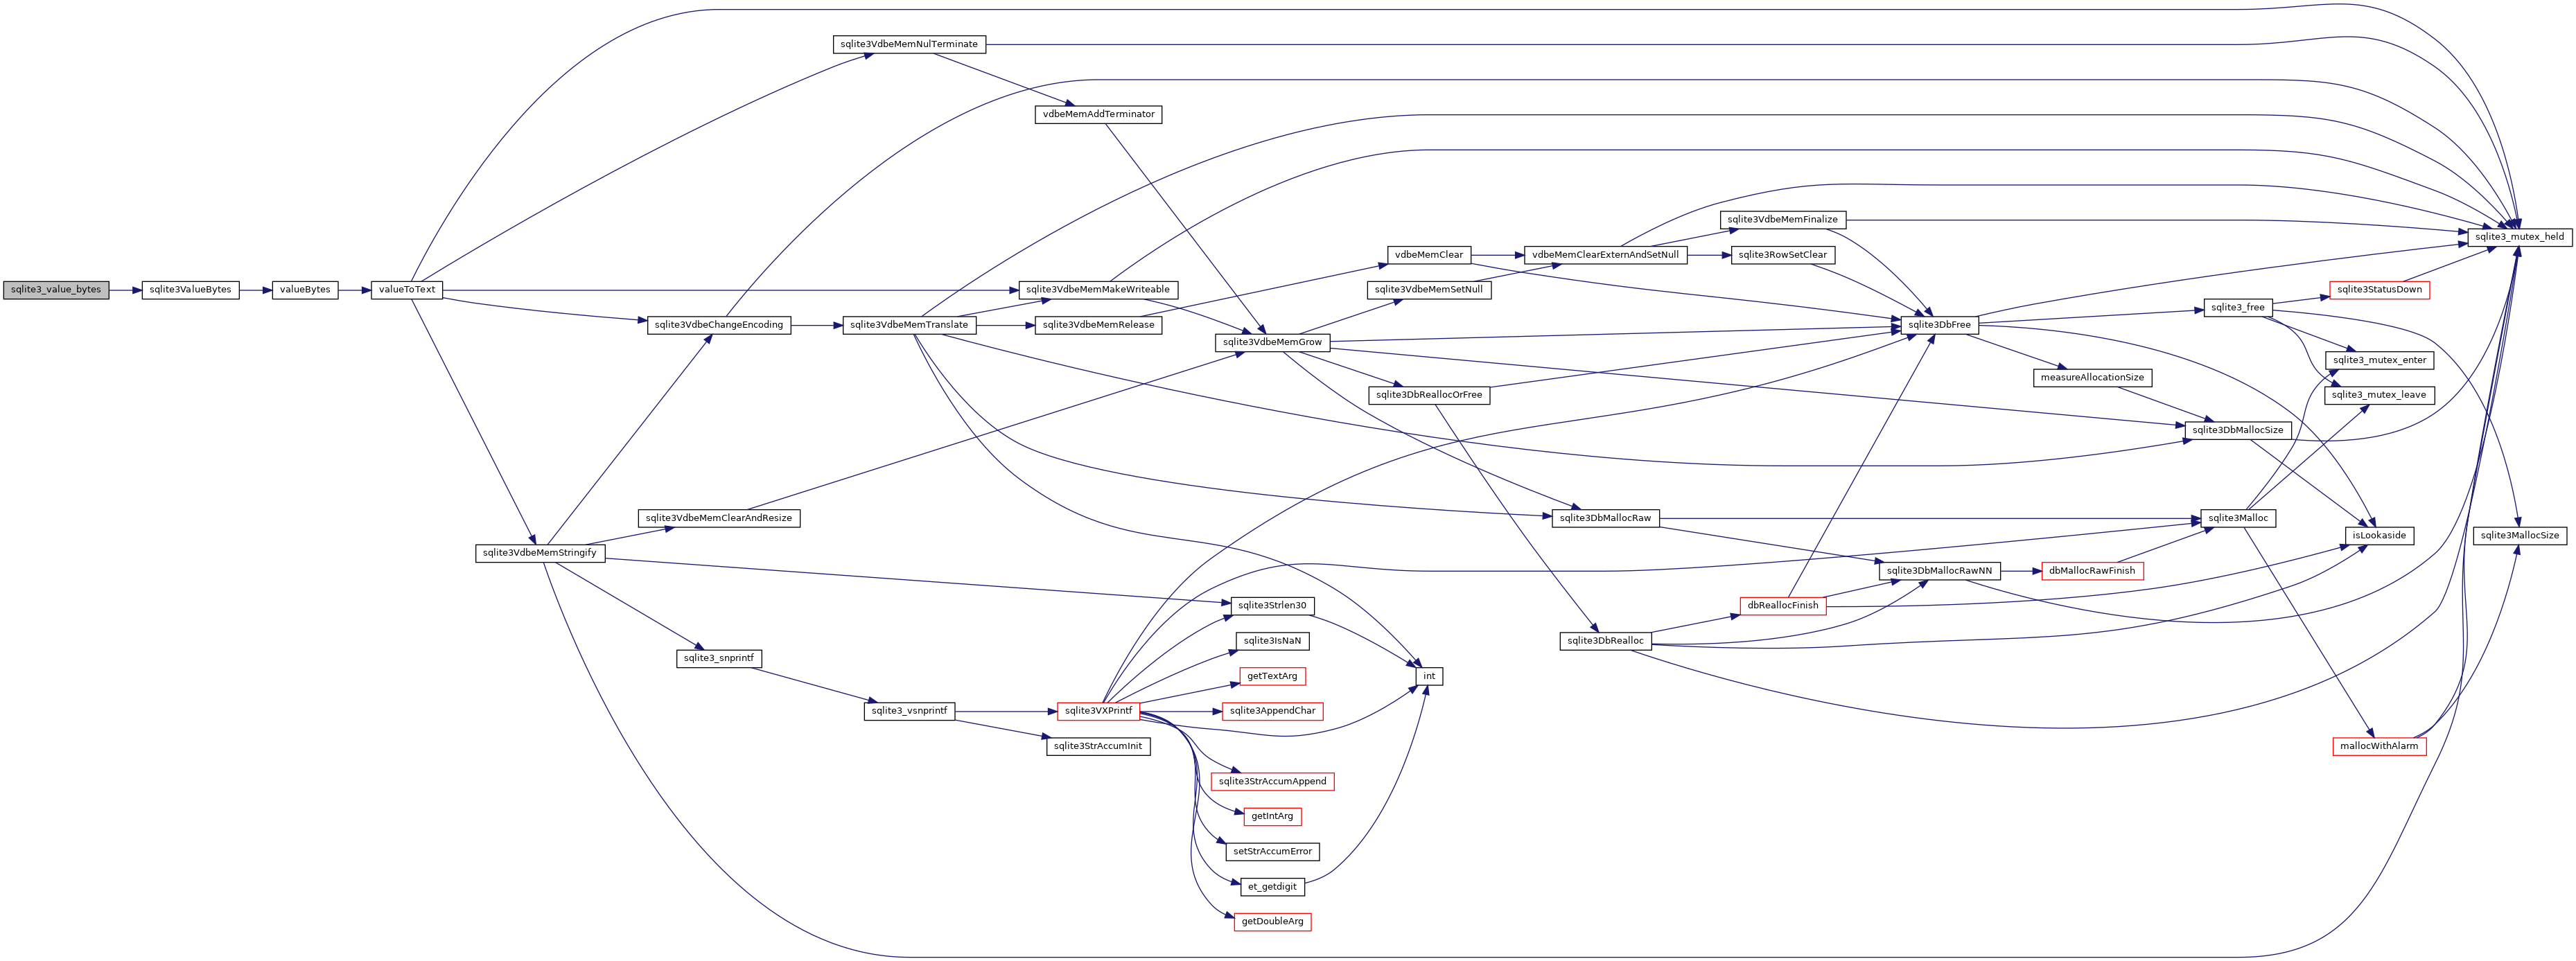 sqlite3_value_bytes
sqlite3ValueBytes
valueBytes
valueToText
sqlite3VdbeMemNulTerminate
vdbeMemAddTerminator
sqlite3VdbeChangeEncoding
sqlite3VdbeMemTranslate
sqlite3VdbeMemMakeWriteable
sqlite3VdbeMemRelease
sqlite3VdbeMemStringify
sqlite3VdbeMemClearAndResize
sqlite3_snprintf
sqlite3_vsnprintf
sqlite3VXPrintf
sqlite3StrAccumInit
sqlite3VdbeMemGrow
sqlite3Strlen30
sqlite3IsNaN
getTextArg
sqlite3AppendChar
sqlite3StrAccumAppend
getIntArg
setStrAccumError
et_getdigit
getDoubleArg
vdbeMemClear
sqlite3VdbeMemSetNull
sqlite3DbReallocOrFree
int
vdbeMemClearExternAndSetNull
sqlite3DbMallocRaw
sqlite3DbRealloc
sqlite3VdbeMemFinalize
sqlite3RowSetClear
dbReallocFinish
sqlite3DbFree
sqlite3DbMallocRawNN
measureAllocationSize
dbMallocRawFinish
sqlite3_free
sqlite3DbMallocSize
sqlite3Malloc
sqlite3StatusDown
sqlite3_mutex_enter
sqlite3_mutex_leave
isLookaside
mallocWithAlarm
sqlite3_mutex_held
sqlite3MallocSize